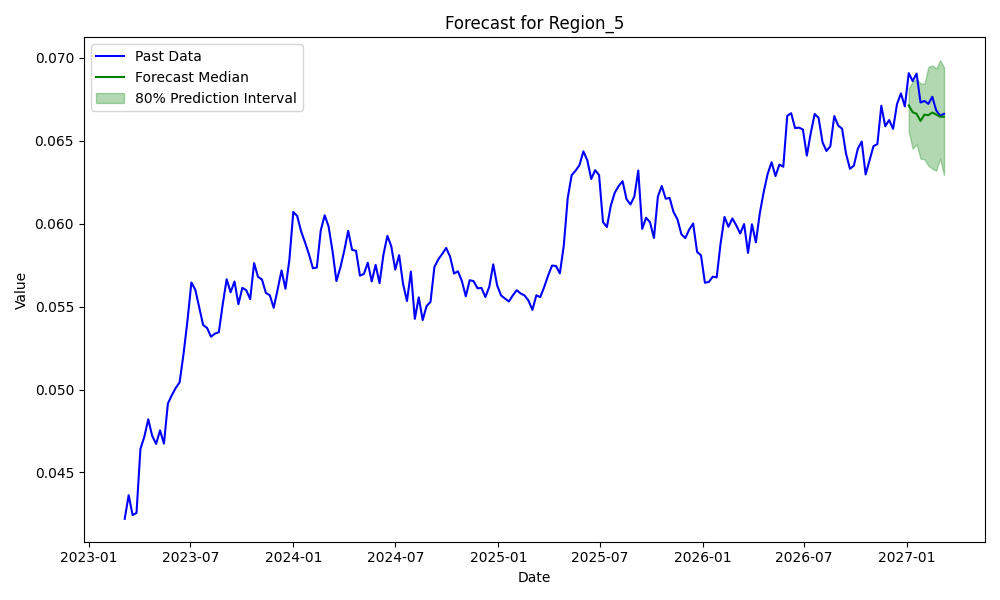 Forecast for Region_5
Past Data
Forecast Median
80% Prediction Interval
0.070
0.065
0.060
0.055
0.050
0.045
Value
2023-01
2023-07
2024-01
2024-07
2025-01
2025-07
2026-01
2026-07
2027-01
Date